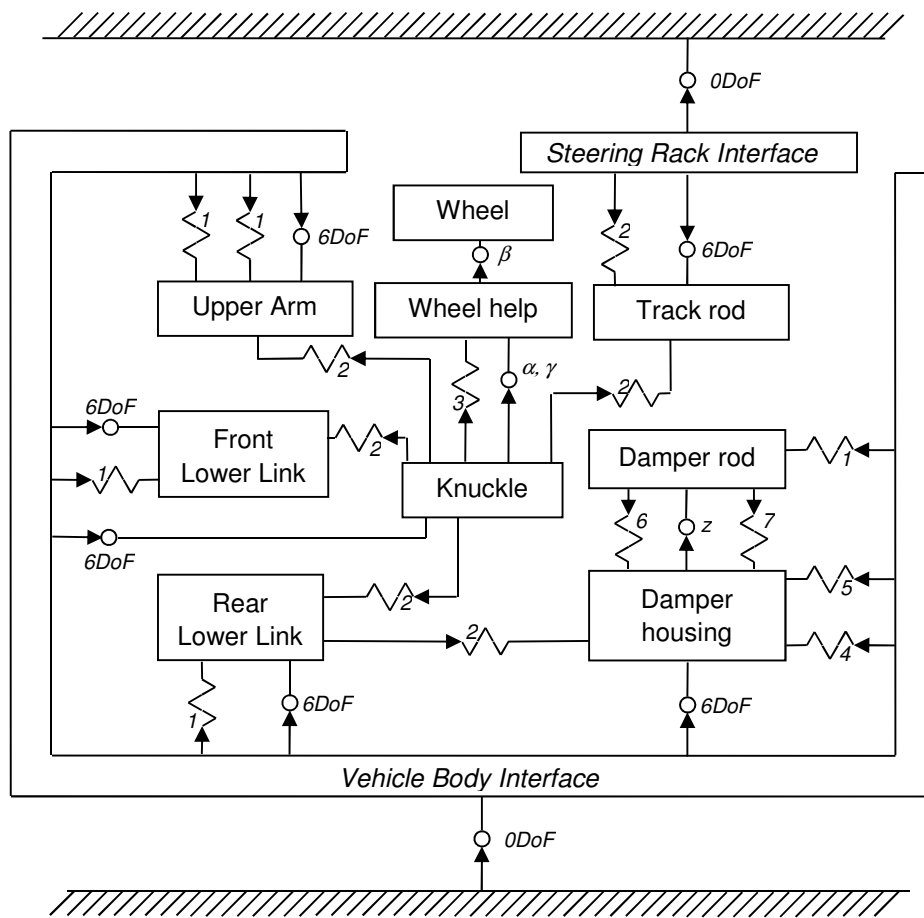 0DoF
Steering Rack Interface
1
1
6DoF
Wheel
2
6DoF
β
Upper Arm
Wheel help
Track rod
2
3
α, γ
2
6DoF
Front
Lower Link
2
1
Knuckle
Damper rod
1
6
z
7
6DoF
Rear
Lower Link
2
2
Damper
housing
5
4
1
6DoF
6DoF
Vehicle Body Interface
0DoF